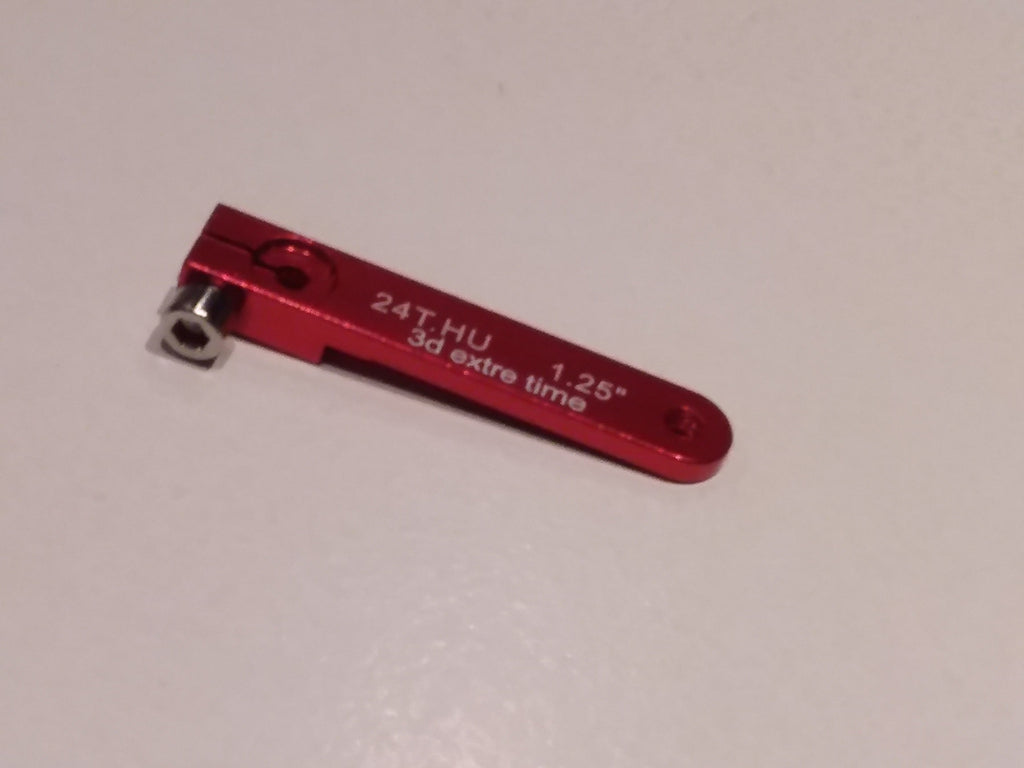 24T.HU 1.25"
3d extre time